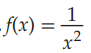 . f(x) = 1/x²